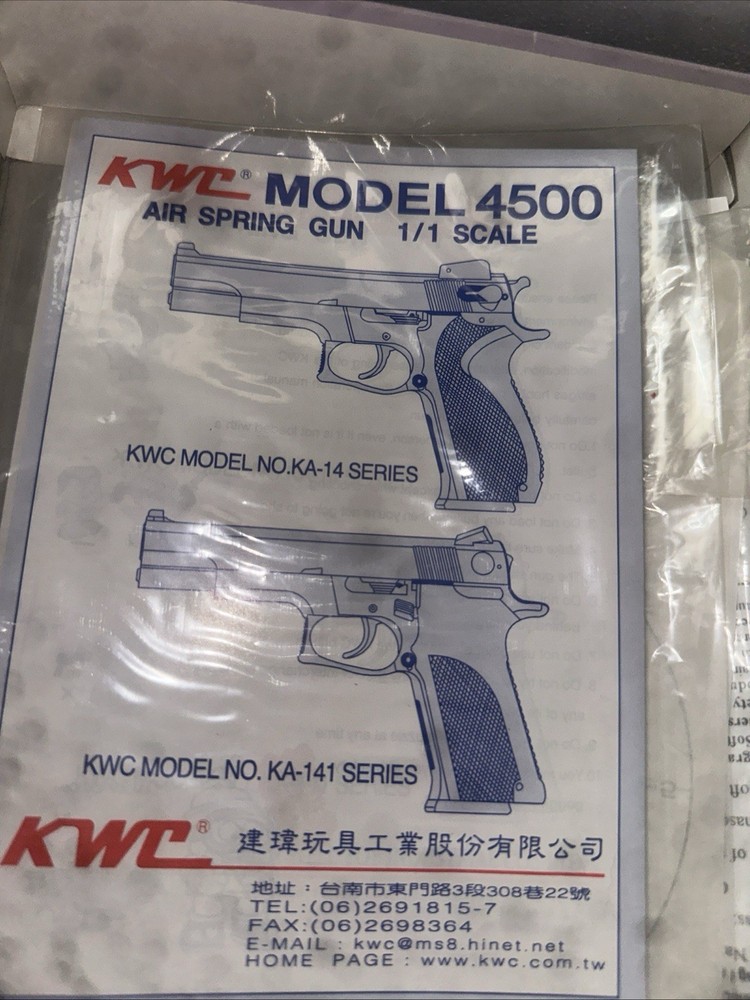 KWC® MODEL 4500
AIR SPRING GUN 1/1 SCALE
KWC MODEL NO.KA-14 SERIES
KWC MODEL NO. KA-141 SERIES
KWC® 建瑋玩具工業股份有限公司
地址：台南市東門路3段308巷22號
TEL:(06)2691815-7
FAX:(06)2698364
E-MAIL : kwc@ms8.hinet.net
HOME PAGE : www.kwc.com.tw